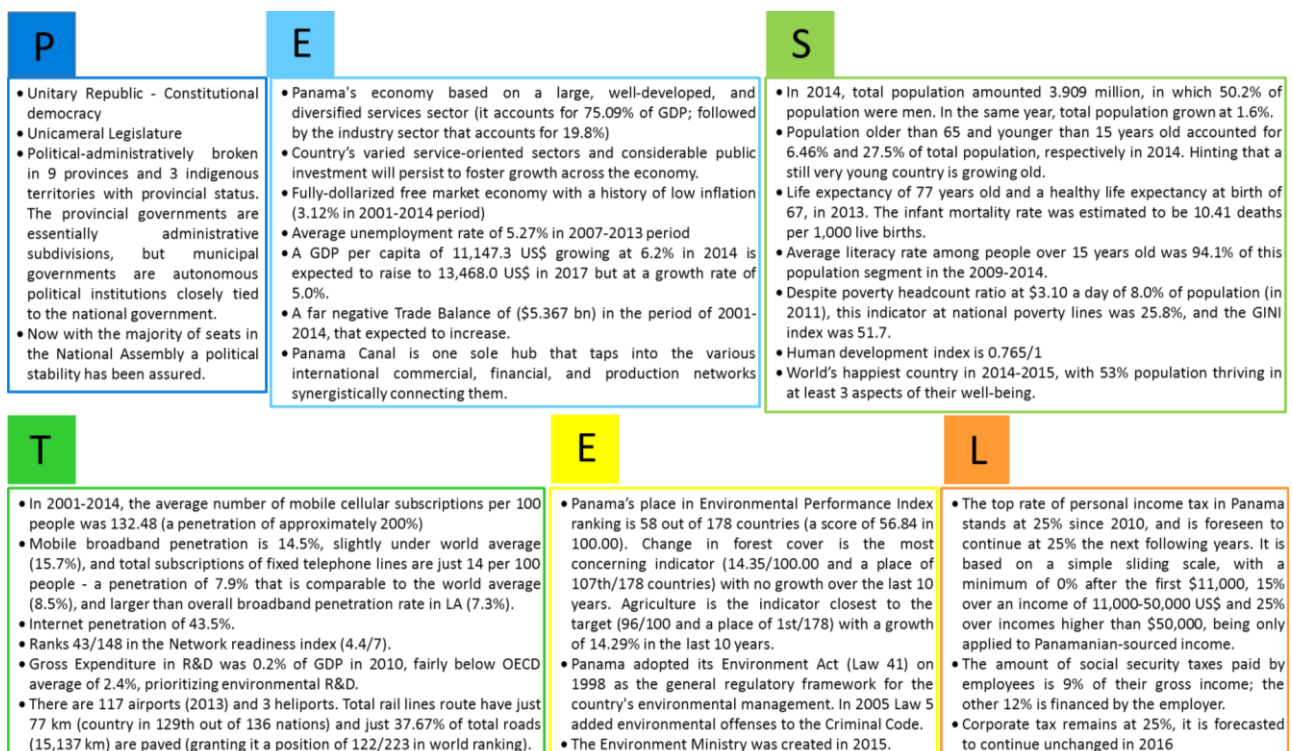 P
• Unitary Republic - Constitutional
democracy
• Unicameral Legislature
• Political-administratively broken
in 9 provinces and 3 indigenous
territories with provincial status.
The provincial governments are
essentially administrative
subdivisions, but municipal
governments are autonomous
political institutions closely tied
to the national government.
• Now with the majority of seats in
the National Assembly a political
stability has been assured.
E
• Panama's economy based on a large, well-developed, and
diversified services sector (it accounts for 75.09% of GDP; followed
by the industry sector that accounts for 19.8%)
• Country's varied service-oriented sectors and considerable public
investment will persist to foster growth across the economy.
• Fully-dollarized free market economy with a history of low inflation
(3.12% in 2001-2014 period)
• Average unemployment rate of 5.27% in 2007-2013 period
• A GDP per capita of 11,147.3 US$ growing at 6.2% in 2014 is
expected to raise to 13,468.0 US$ in 2017 but at a growth rate of
5.0%.
• A far negative Trade Balance of ($5.367 bn) in the period of 2001-
2014, that expected to increase.
• Panama Canal is one sole hub that taps into the various
international commercial, financial, and production networks
synergistically connecting them.
S
• In 2014, total population amounted 3.909 million, in which 50.2% of
population were men. In the same year, total population grown at 1.6%.
• Population older than 65 and younger than 15 years old accounted for
6.46% and 27.5% of total population, respectively in 2014. Hinting that a
still very young country is growing old.
• Life expectancy of 77 years old and a healthy life expectancy at birth of
67, in 2013. The infant mortality rate was estimated to be 10.41 deaths
per 1,000 live births.
• Average literacy rate among people over 15 years old was 94.1% of this
population segment in the 2009-2014.
• Despite poverty headcount ratio at $3.10 a day of 8.0% of population (in
2011), this indicator at national poverty lines was 25.8%, and the GINI
index was 51.7.
• Human development index is 0.765/1
• World's happiest country in 2014-2015, with 53% population thriving in
at least 3 aspects of their well-being.
T
• In 2001-2014, the average number of mobile cellular subscriptions per 100
people was 132.48 (a penetration of approximately 200%)
• Mobile broadband penetration is 14.5%, slightly under world average
(15.7%), and total subscriptions of fixed telephone lines are just 14 per 100
people - a penetration of 7.9% that is comparable to the world average
(8.5%), and larger than overall broadband penetration rate in LA (7.3%).
• Internet penetration of 43.5%.
• Ranks 43/148 in the Network readiness index (4.4/7).
• Gross Expenditure in R&D was 0.2% of GDP in 2010, fairly below OECD
average of 2.4%, prioritizing environmental R&D.
• There are 117 airports (2013) and 3 heliports. Total rail lines route have just
77 km (country in 129th out of 136 nations) and just 37.67% of total roads
(15,137 km) are paved (granting it a position of 122/223 in world ranking).
E
• Panama's place in Environmental Performance Index
ranking is 58 out of 178 countries (a score of 56.84 in
100.00). Change in forest cover is the most
concerning indicator (14.35/100.00 and a place of
107th/178 countries) with no growth over the last 10
years. Agriculture is the indicator closest to the
target (96/100 and a place of 1st/178) with a growth
of 14.29% in the last 10 years.
• Panama adopted its Environment Act (Law 41) on
1998 as the general regulatory framework for the
country's environmental management. In 2005 Law 5
added environmental offenses to the Criminal Code.
• The Environment Ministry was created in 2015.
L
• The top rate of personal income tax in Panama
stands at 25% since 2010, and is foreseen to
continue at 25% the next following years. It is
based on a simple sliding scale, with a
minimum of 0% after the first $11,000, 15%
over an income of 11,000-50,000 US$ and 25%
over incomes higher than $50,000, being only
applied to Panamanian-sourced income.
• The amount of social security taxes paid by
employees is 9% of their gross income; the
other 12% is financed by the employer.
• Corporate tax remains at 25%, it is forecasted
to continue unchanged in 2016